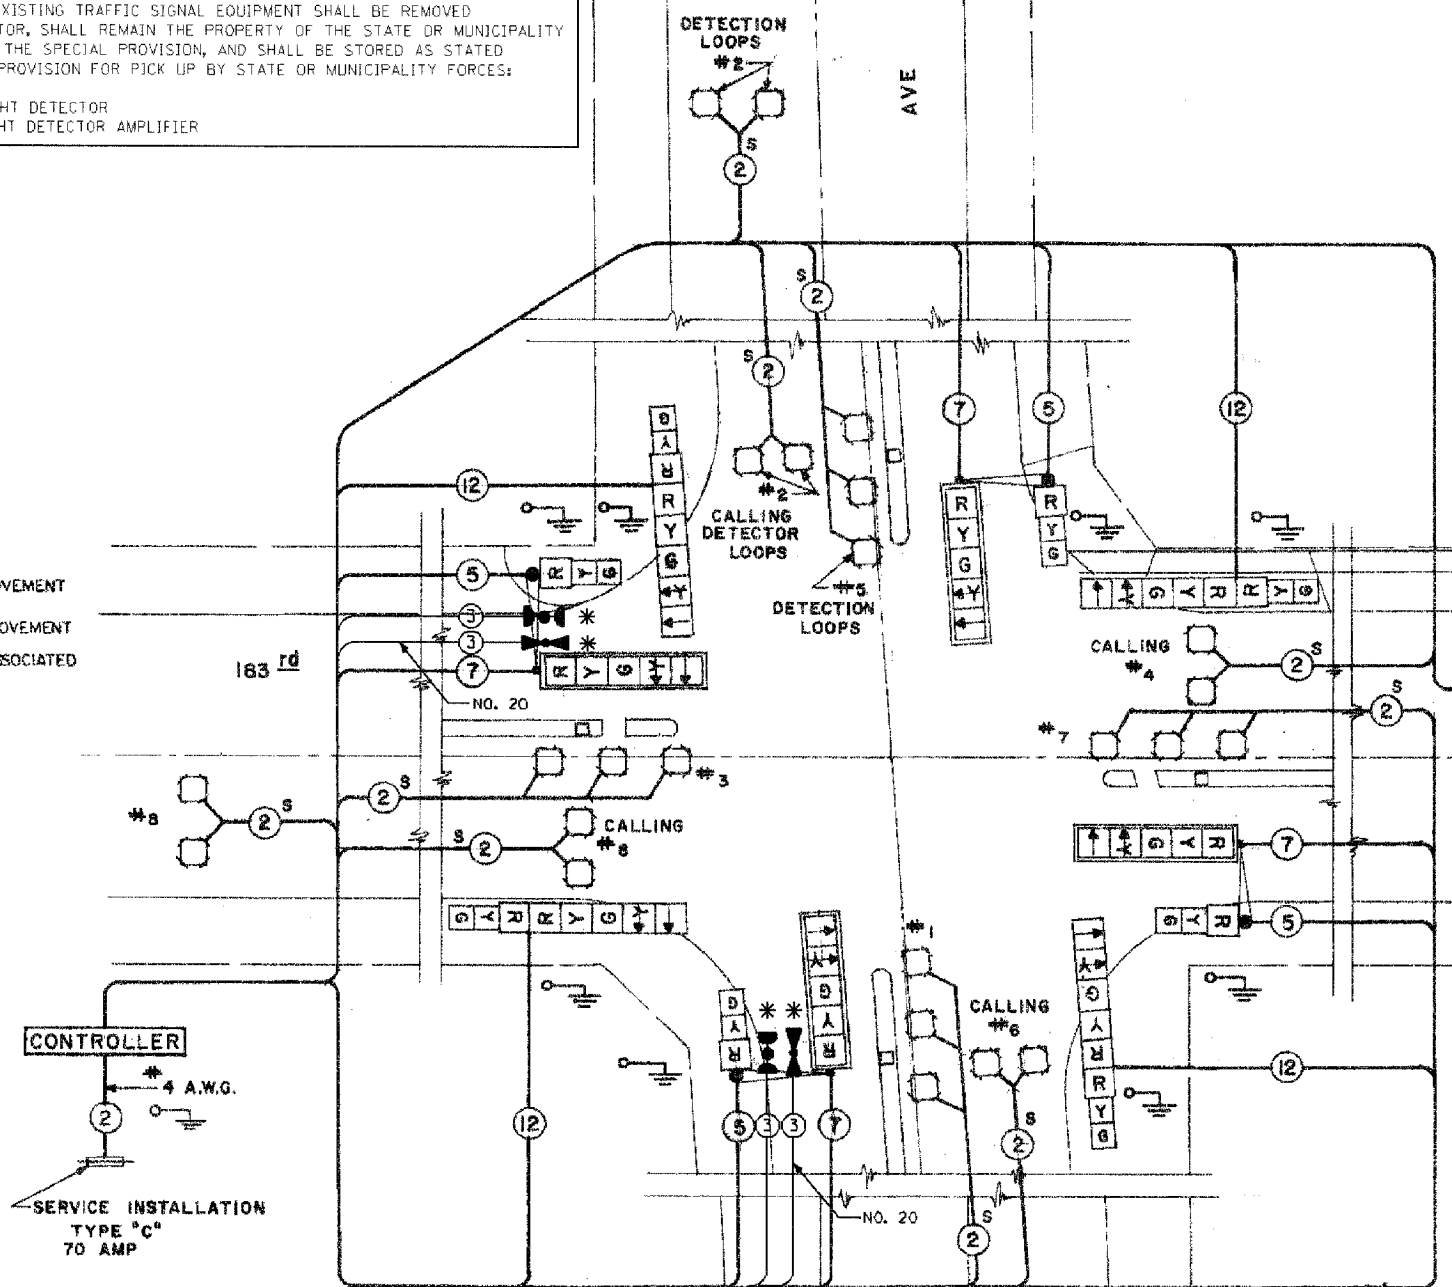 XISTING TRAFFIC SIGNAL EQUIPMENT SHALL BE REMOVED
TOR, SHALL REMAIN THE PROPERTY OF THE STATE OR MUNICIPALITY
THE SPECIAL PROVISION, AND SHALL BE STORED AS STATED
PROVISION FOR PICK UP BY STATE OR MUNICIPALITY FORCES:
HT DETECTOR
HT DETECTOR AMPLIFIER
DETECTION
LOOPS
#2
AVE
S
2
S
2
S
2
7
5
12
G
Y
R
R
Y
G
Y
12
#2
CALLING
DETECTOR
LOOPS
#5
DETECTION
LOOPS
R
Y
G
Y
R
Y
G
Y G Y R R Y G
5
R Y G
OVEMENT
3
*
OVEMENT
3
*
SSOCIATED
183 rd
7
R Y G Y
NO. 20
CALLING
#4
2 S
S
2
#7
#3
2 S
#8
2 S
S 2
CALLING
#8
Y G Y R
7
G Y R R Y G Y
G Y R
5
#1
Y
G
Y
R
G
Y
R
* *
CALLING
#6
Y
G
Y
R
R
Y
G
12
CONTROLLER
#
4 A.W.G.
2
12
5 3 3 7
S
2
SERVICE INSTALLATION
TYPE "C"
70 AMP
NO. 20
S
2